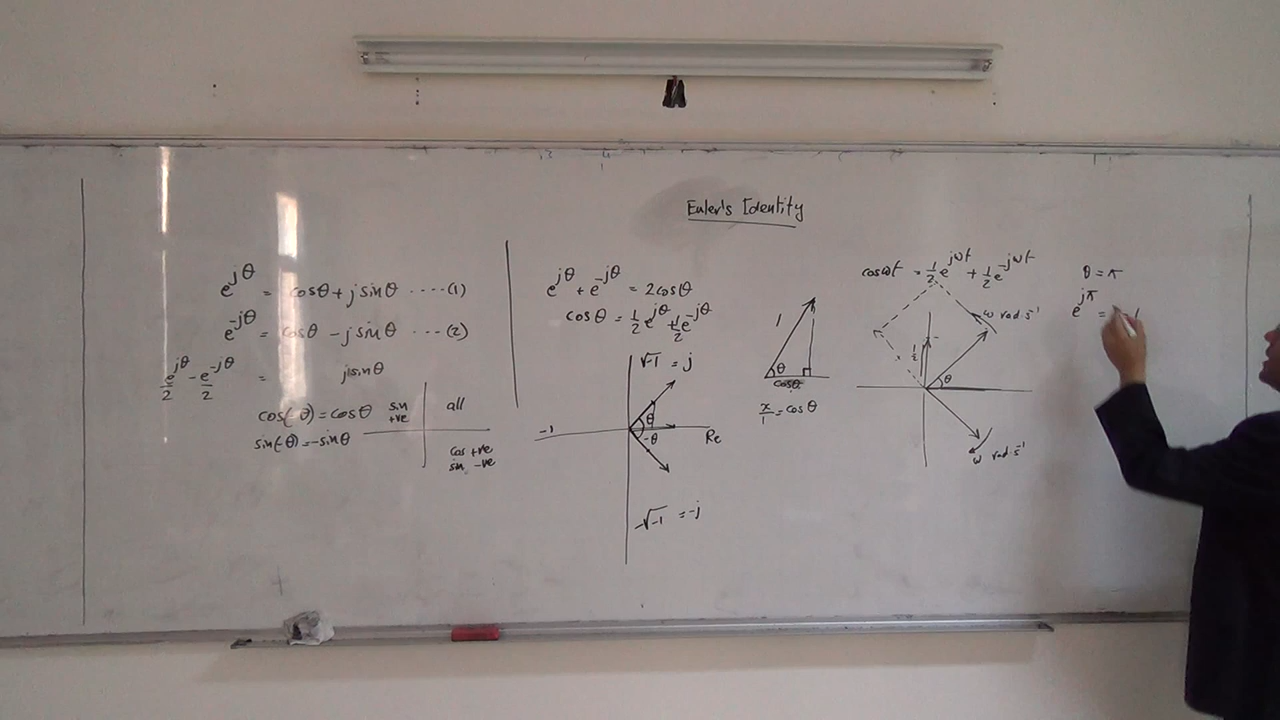 Euler's Identity
e^jθ = cosθ + j sinθ ....(1)
e^-jθ = cosθ - j sinθ ....(2)
e^jθ/2 - e^-jθ/2 = j sinθ
cos(-θ) = cosθ
sin(-θ) = -sinθ
sin +ve
all
cos +ve
sin -ve
e^jθ + e^-jθ = 2cosθ
cosθ = 1/2 e^jθ + 1/2 e^-jθ
√-1 = j
θ
-θ
-1
Re
-√-1 = -j
1
θ
cosθ
x/1 = cosθ
cosωt = 1/2 e^jωt + 1/2 e^-jωt
ω rad s^-1
1/2
θ
ω rad s^-1
θ = π
e^jπ = -1